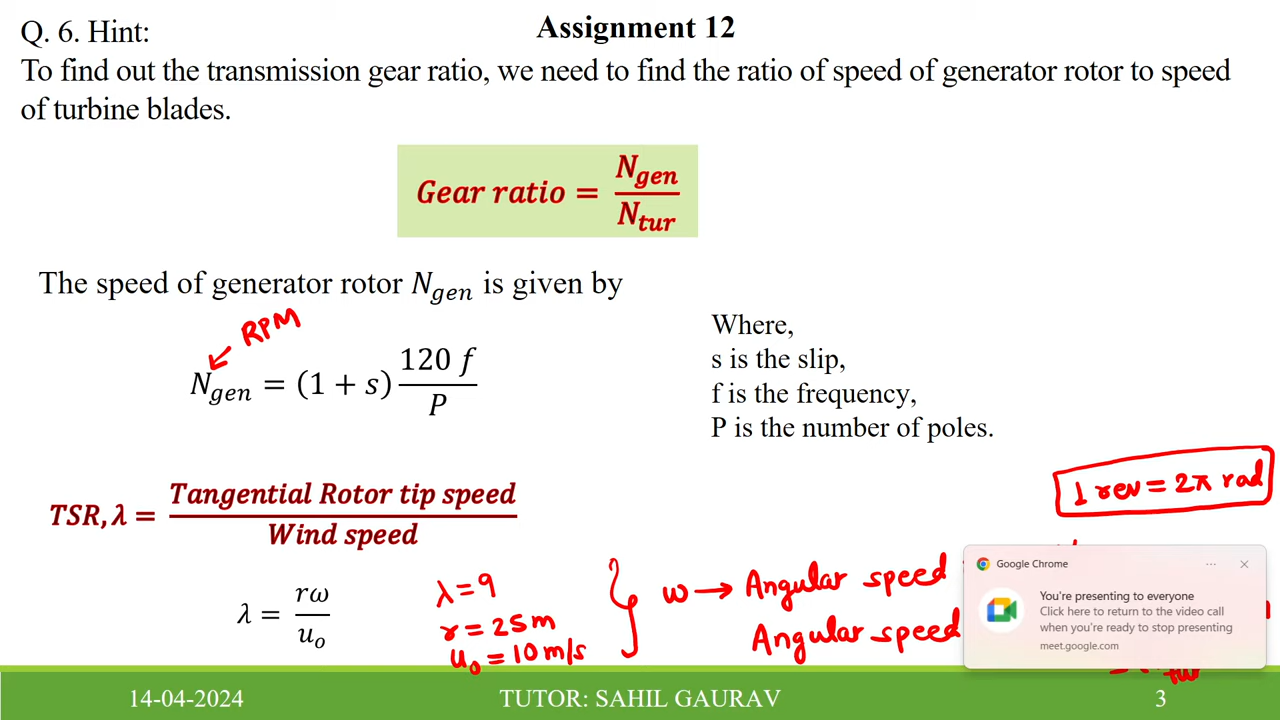 Assignment 12
Q. 6. Hint:
To find out the transmission gear ratio, we need to find the ratio of speed of generator rotor to speed
of turbine blades.
Gear ratio = N_gen / N_tur
The speed of generator rotor N_gen is given by
RPM
N_gen = (1 + s) 120 f / P
Where,
s is the slip,
f is the frequency,
P is the number of poles.
1 rev = 2π rad
TSR, λ = Tangential Rotor tip speed / Wind speed
λ = rω / u_o
λ = 9
r = 25m
u_o = 10 m/s
ω → Angular speed
Angular speed
tur
Google Chrome
You're presenting to everyone
Click here to return to the video call
when you're ready to stop presenting
meet.google.com
14-04-2024
TUTOR: SAHIL GAURAV
3